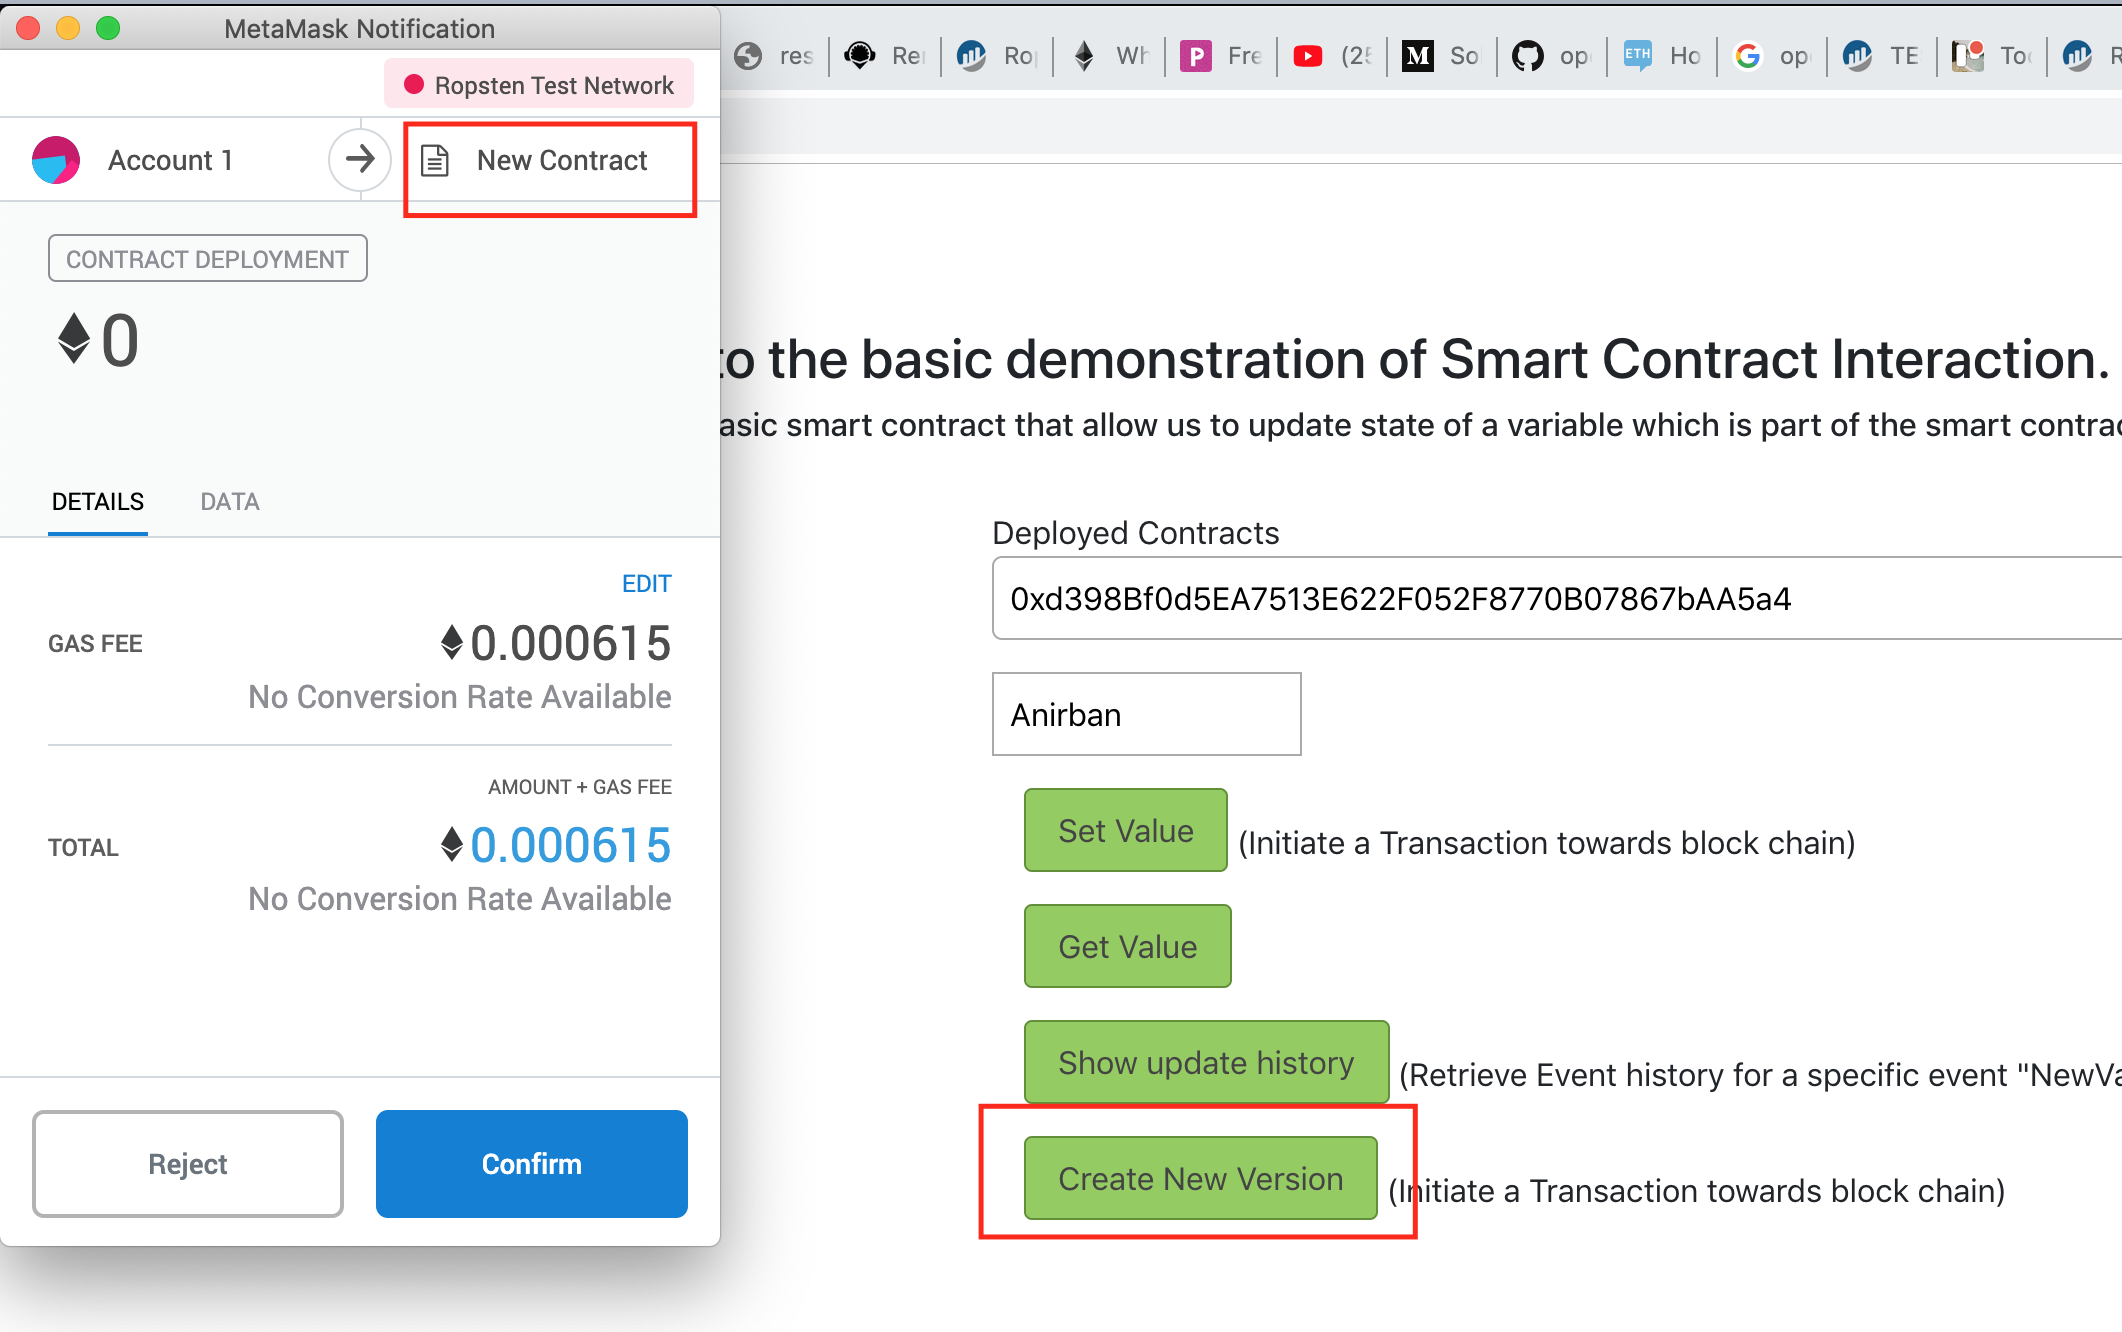 MetaMask Notification
Ropsten Test Network
Account 1
New Contract
CONTRACT DEPLOYMENT
0
DETAILS DATA
EDIT
GAS FEE 0.000615
No Conversion Rate Available
AMOUNT + GAS FEE
TOTAL 0.000615
No Conversion Rate Available
Reject Confirm
res Rer Ro Wh P Fre (25 M So op ETH Ho G op TE Too R
to the basic demonstration of Smart Contract Interaction.
asic smart contract that allow us to update state of a variable which is part of the smart contrac
Deployed Contracts
0xd398Bf0d5EA7513E622F052F8770B07867bAA5a4
Anirban
Set Value (Initiate a Transaction towards block chain)
Get Value
Show update history (Retrieve Event history for a specific event "NewVa
Create New Version (Initiate a Transaction towards block chain)